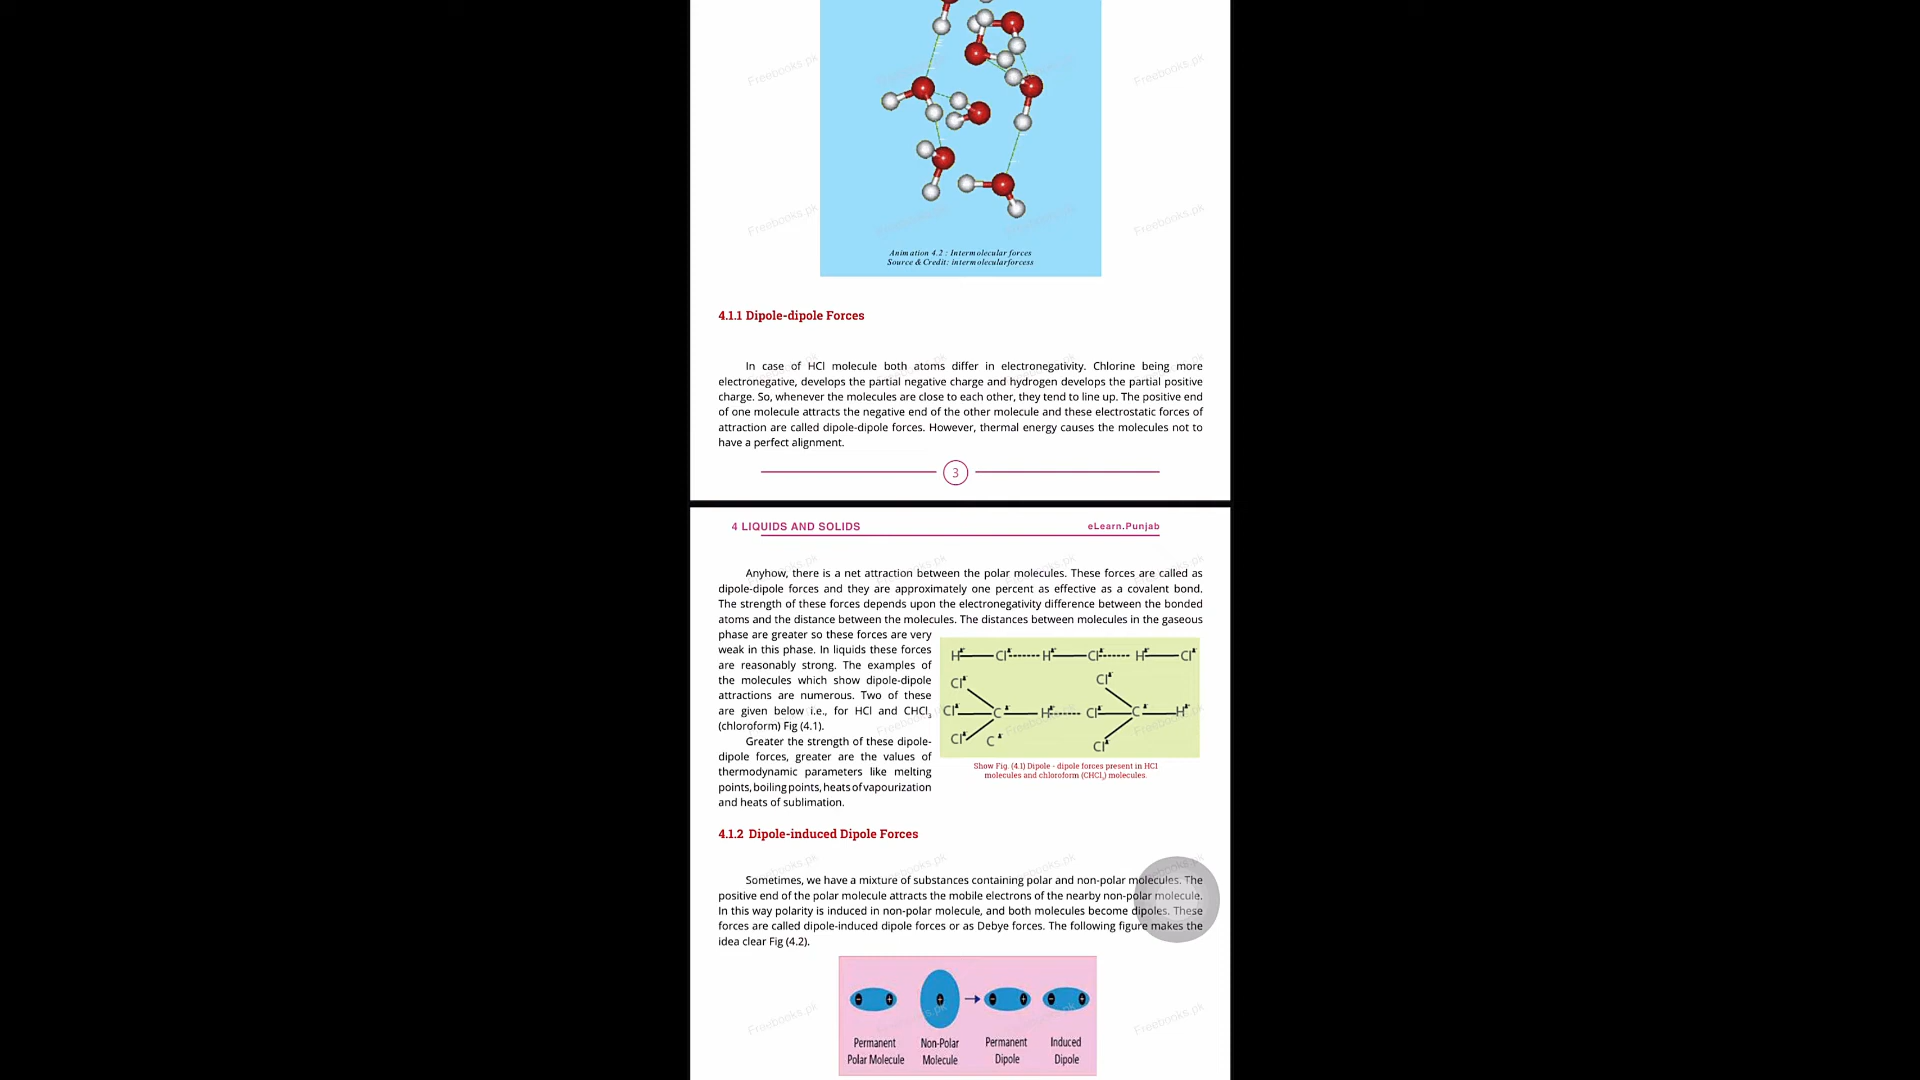 Animation 4.2 : Intermolecular forces
Source & Credit: intermolecularforcess
4.1.1 Dipole-dipole Forces
In case of HCl molecule both atoms differ in electronegativity. Chlorine being more
electronegative, develops the partial negative charge and hydrogen develops the partial positive
charge. So, whenever the molecules are close to each other, they tend to line up. The positive end
of one molecule attracts the negative end of the other molecule and these electrostatic forces of
attraction are called dipole-dipole forces. However, thermal energy causes the molecules not to
have a perfect alignment.
3
4 LIQUIDS AND SOLIDS
eLearn.Punjab
Anyhow, there is a net attraction between the polar molecules. These forces are called as
dipole-dipole forces and they are approximately one percent as effective as a covalent bond.
The strength of these forces depends upon the electronegativity difference between the bonded
atoms and the distance between the molecules. The distances between molecules in the gaseous
phase are greater so these forces are very
weak in this phase. In liquids these forces
are reasonably strong. The examples of
the molecules which show dipole-dipole
attractions are numerous. Two of these
are given below i.e., for HCl and CHCl₃
(chloroform) Fig (4.1).
Greater the strength of these dipole-
dipole forces, greater are the values of
thermodynamic parameters like melting
points, boiling points, heats of vapourization
and heats of sublimation.
H Cl H Cl H Cl
Cl Cl
Cl C H Cl C H
Cl C Cl
Show Fig. (4.1) Dipole - dipole forces present in HCl
molecules and chloroform (CHCl₃) molecules.
4.1.2 Dipole-induced Dipole Forces
Sometimes, we have a mixture of substances containing polar and non-polar molecules. The
positive end of the polar molecule attracts the mobile electrons of the nearby non-polar molecule.
In this way polarity is induced in non-polar molecule, and both molecules become dipoles. These
forces are called dipole-induced dipole forces or as Debye forces. The following figure makes the
idea clear Fig (4.2).
Permanent
Polar Molecule
Non-Polar
Molecule
Permanent
Dipole
Induced
Dipole
Freebooks.pk